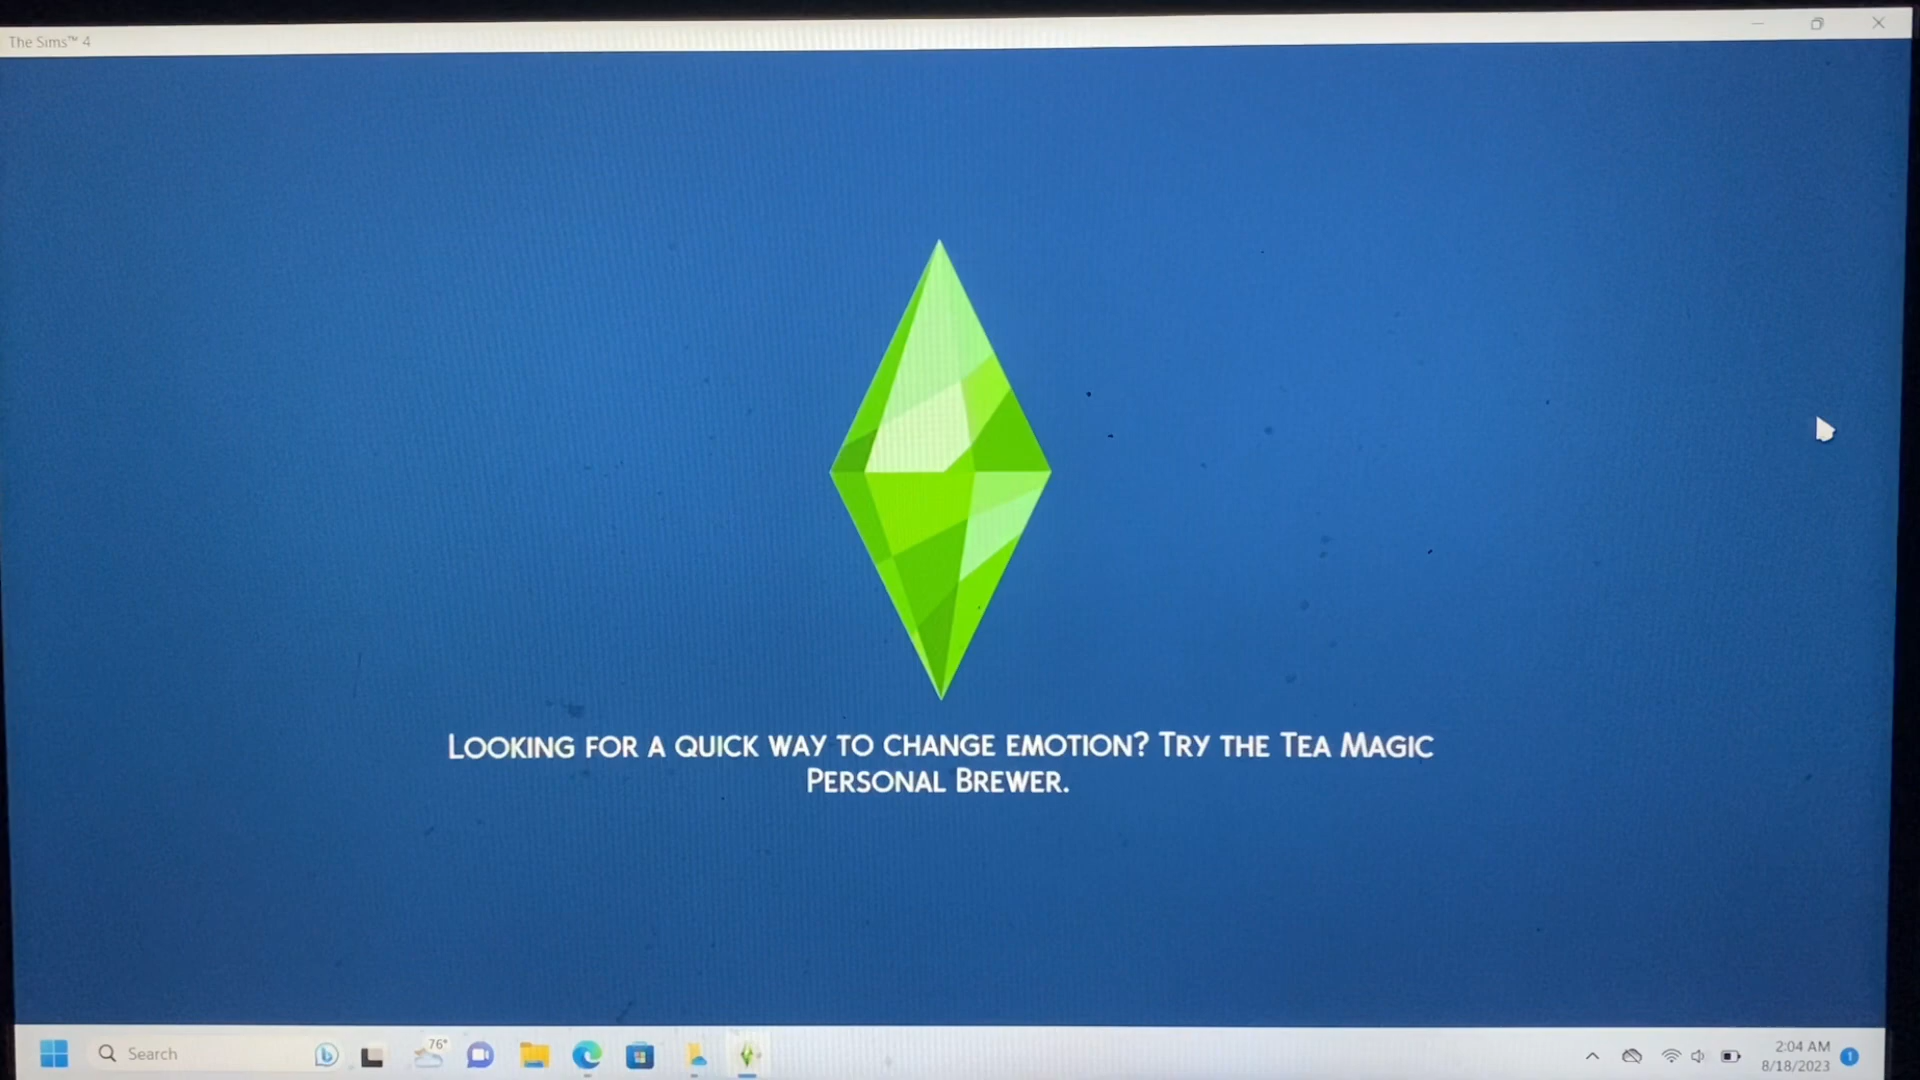 The Sims™ 4
LOOKING FOR A QUICK WAY TO CHANGE EMOTION? TRY THE TEA MAGIC
PERSONAL BREWER.
Search
76°
2:04 AM
8/18/2023
1